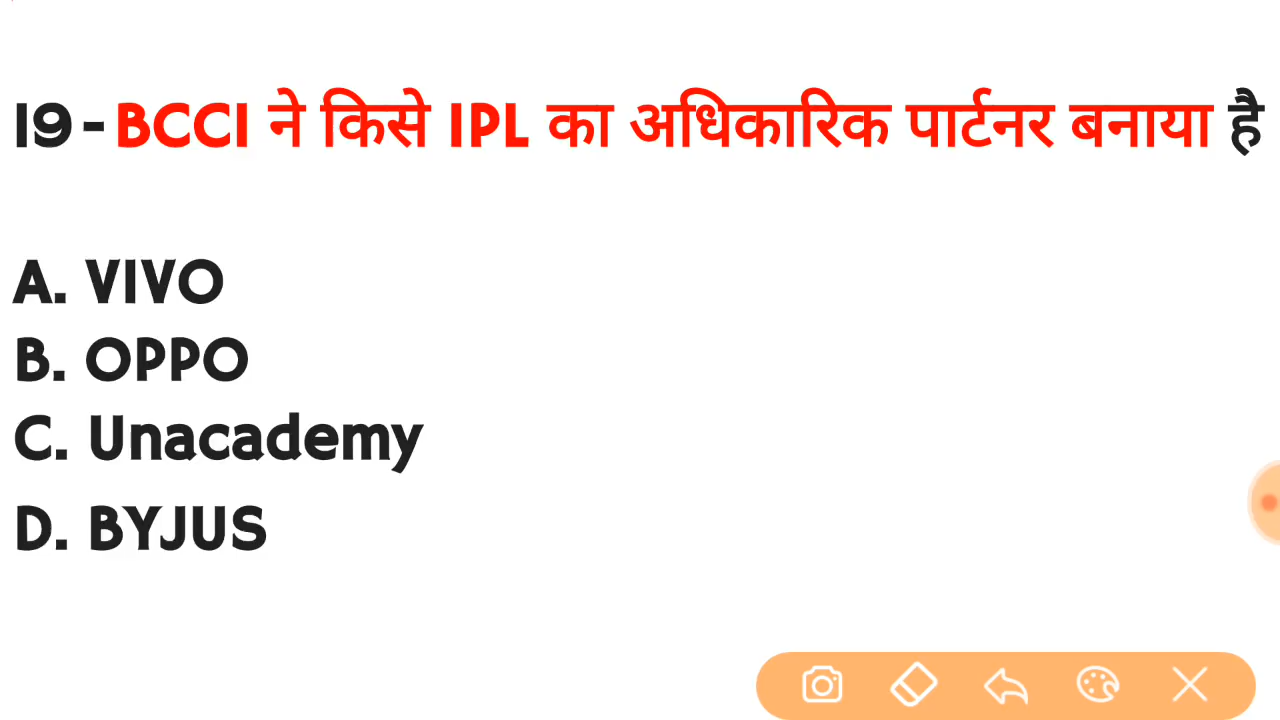 19 - BCCI ने किसे IPL का अधिकारिक पार्टनर बनाया है
A. VIVO
B. OPPO
C. Unacademy
D. BYJUS